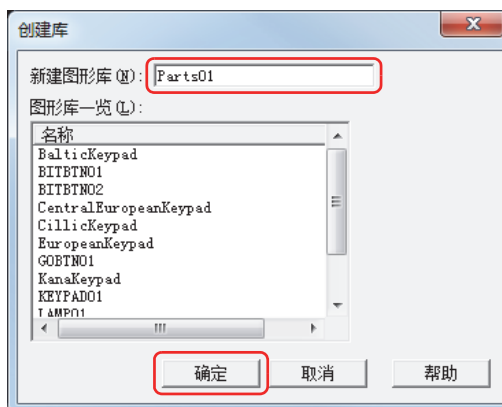 创建库
新建图形库(N): Parts01
图形库一览(L):
名称
BalticKeypad
BITBTN01
BITBTN02
CentralEuropeanKeypad
CillicKeypad
EuropeanKeypad
GOBTN01
KanaKeypad
KEYPAD01
LAMP01
确定 取消 帮助